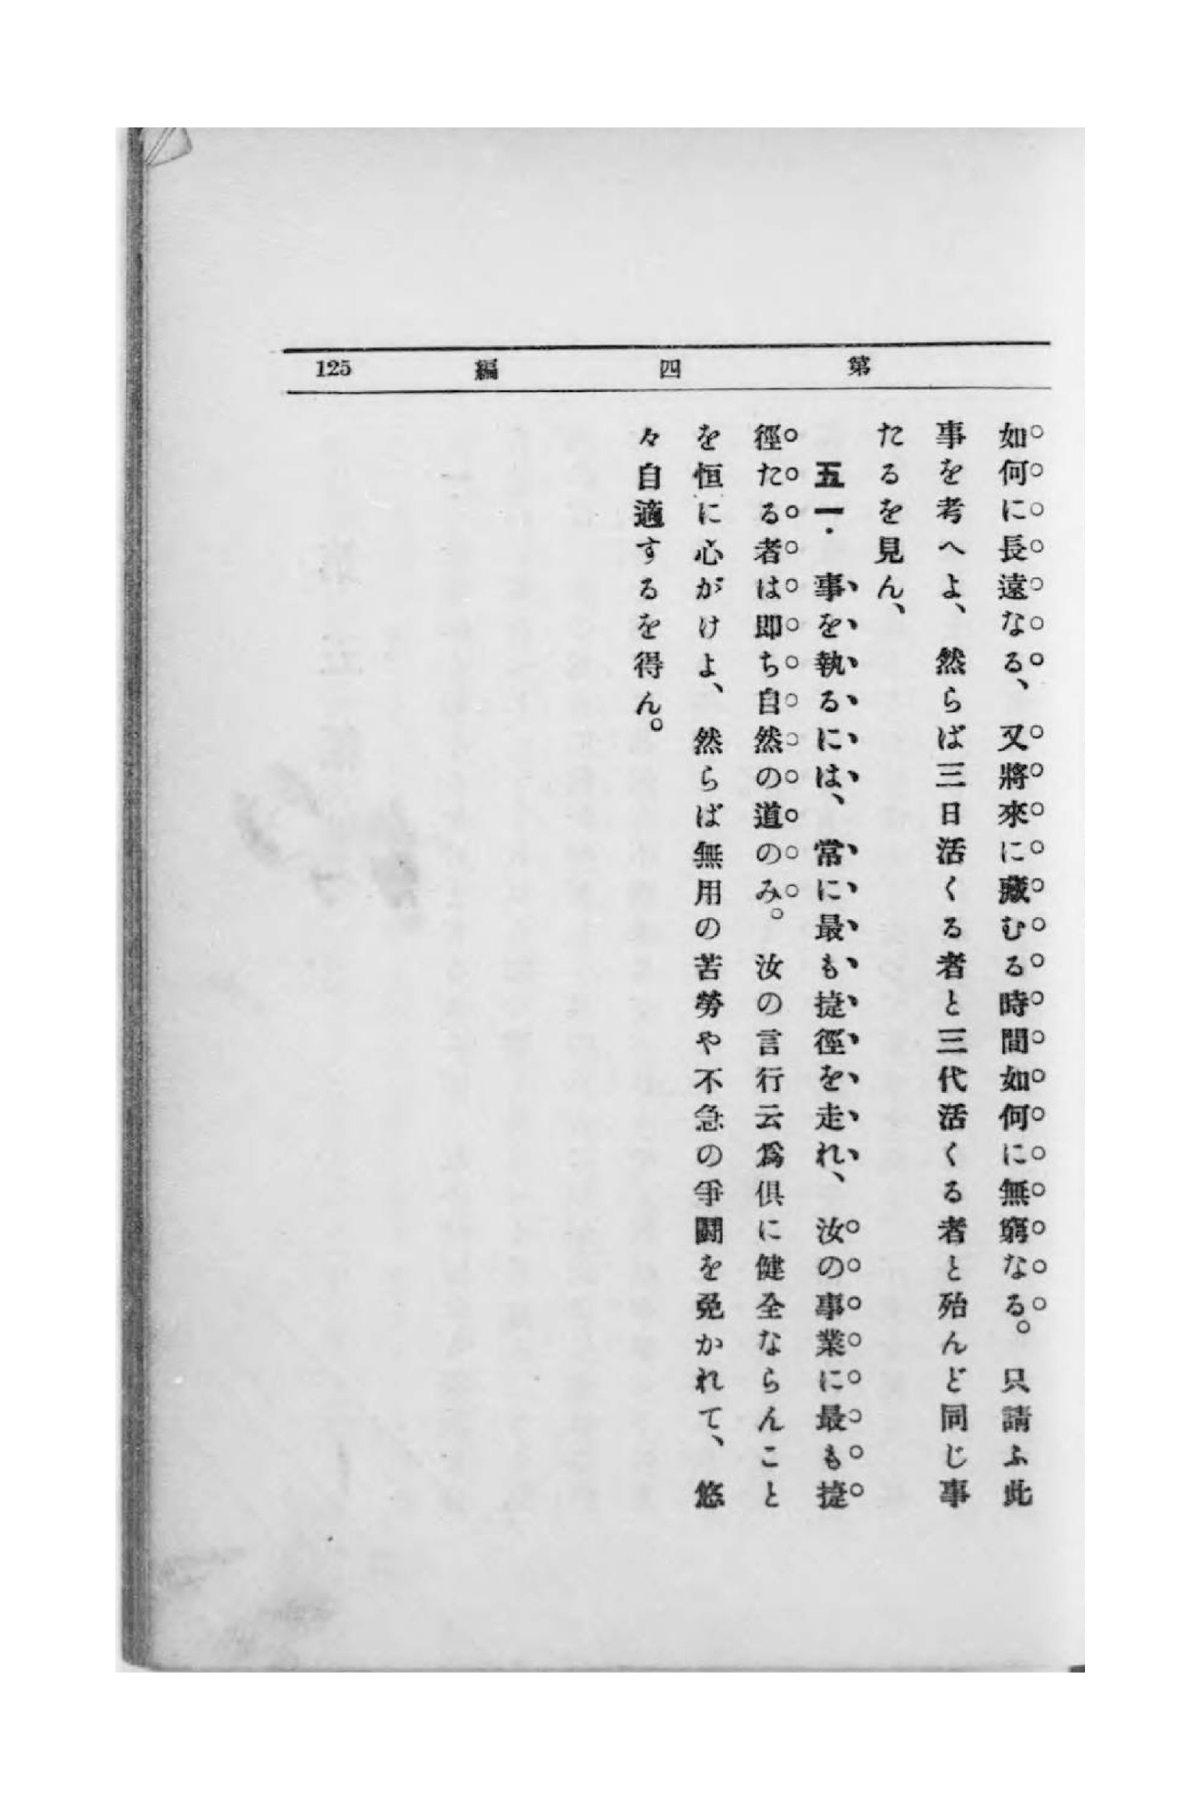 第四編 125
如何に長遠なる、又將來に藏むる時間如何に無窮なる。只請ふ此
事を考へよ、然らば三日活くる者と三代活くる者と殆んど同じ事
たるを見ん、
五一・事を執るには、常に最も捷徑を走れ、汝の事業に最も捷
徑たる者は即ち自然の道のみ。汝の言行云爲俱に健全ならんこと
を恒に心がけよ、然らば無用の苦勞や不急の爭鬪を免かれて、悠
々自適するを得ん。